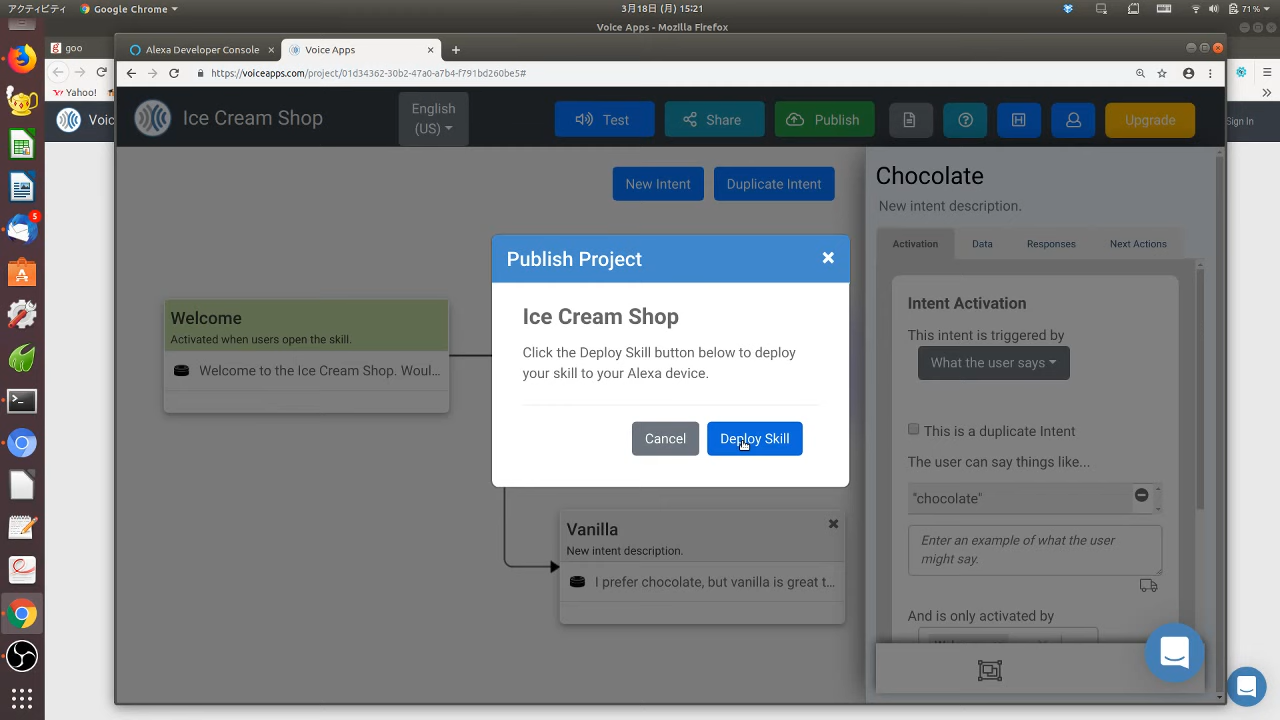 アクティビティ
Google Chrome
3月18日(月) 15:21
71%
Voice Apps - Mozilla Firefox
goo
Alexa Developer Console
Voice Apps
https://voiceapps.com/project/01d34362-30b2-47a0-a7b4-f791bd260be5#
Yahoo!
Voic
Ice Cream Shop
English
(US)
Test
Share
Publish
Upgrade
Sign In
New Intent
Duplicate Intent
Chocolate
New intent description.
Activation
Data
Responses
Next Actions
Publish Project
Ice Cream Shop
Click the Deploy Skill button below to deploy
your skill to your Alexa device.
Cancel
Deploy Skill
Welcome
Activated when users open the skill.
Welcome to the Ice Cream Shop. Woul...
Intent Activation
This intent is triggered by
What the user says
This is a duplicate Intent
The user can say things like...
"chocolate"
Enter an example of what the user
might say.
And is only activated by
Vanilla
New intent description.
I prefer chocolate, but vanilla is great t...
5